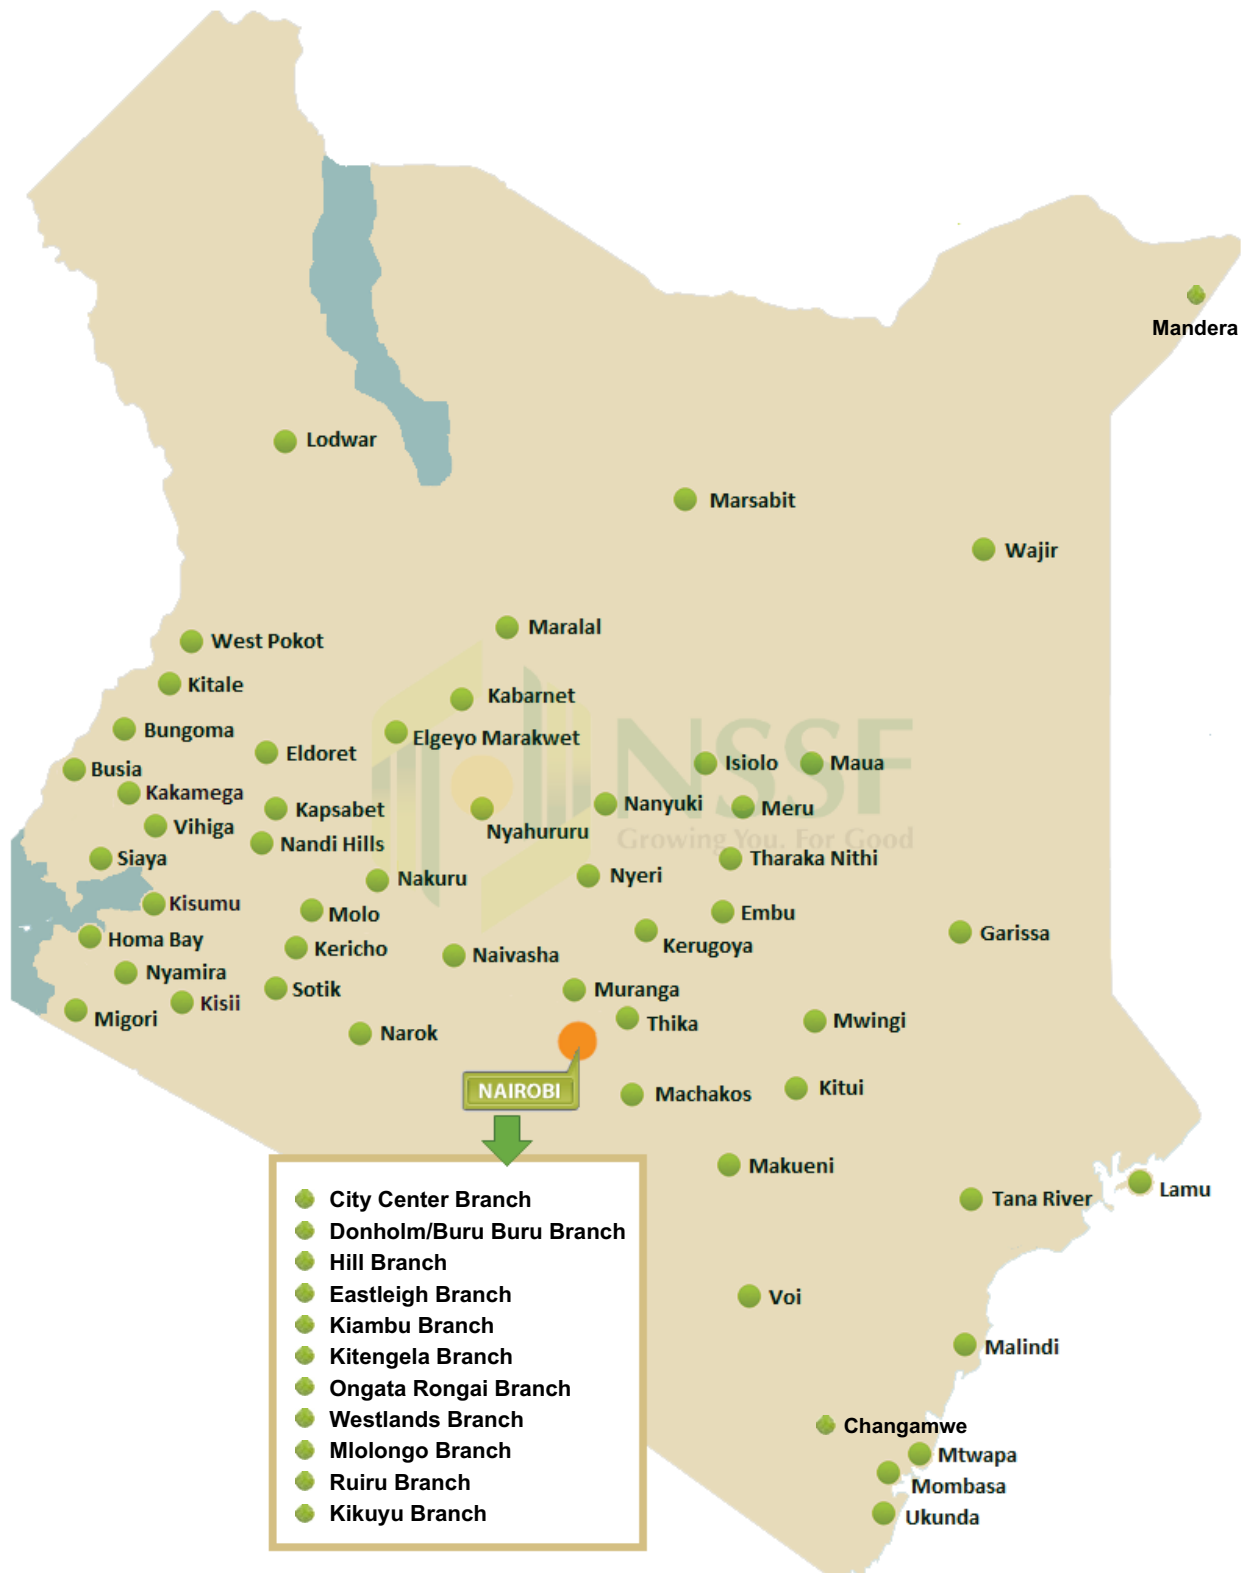 Mandera
Lodwar
Marsabit
Wajir
Maralal
West Pokot
Kitale
Kabarnet
Bungoma
Elgeyo Marakwet
Eldoret
NSSF
Growing You. For Good
Isiolo
Maua
Busia
Kakamega
Kapsabet
Nyahururu
Nanyuki
Meru
Vihiga
Nandi Hills
Siaya
Tharaka Nithi
Nakuru
Nyeri
Kisumu
Molo
Embu
Homa Bay
Kericho
Naivasha
Kerugoya
Garissa
Nyamira
Sotik
Muranga
Kisii
Migori
Narok
Thika
Mwingi
NAIROBI
Machakos
Kitui
Makueni
Tana River
Lamu
City Center Branch
Donholm/Buru Buru Branch
Hill Branch
Eastleigh Branch
Kiambu Branch
Kitengela Branch
Ongata Rongai Branch
Westlands Branch
Mlolongo Branch
Ruiru Branch
Kikuyu Branch
Voi
Malindi
Changamwe
Mtwapa
Mombasa
Ukunda